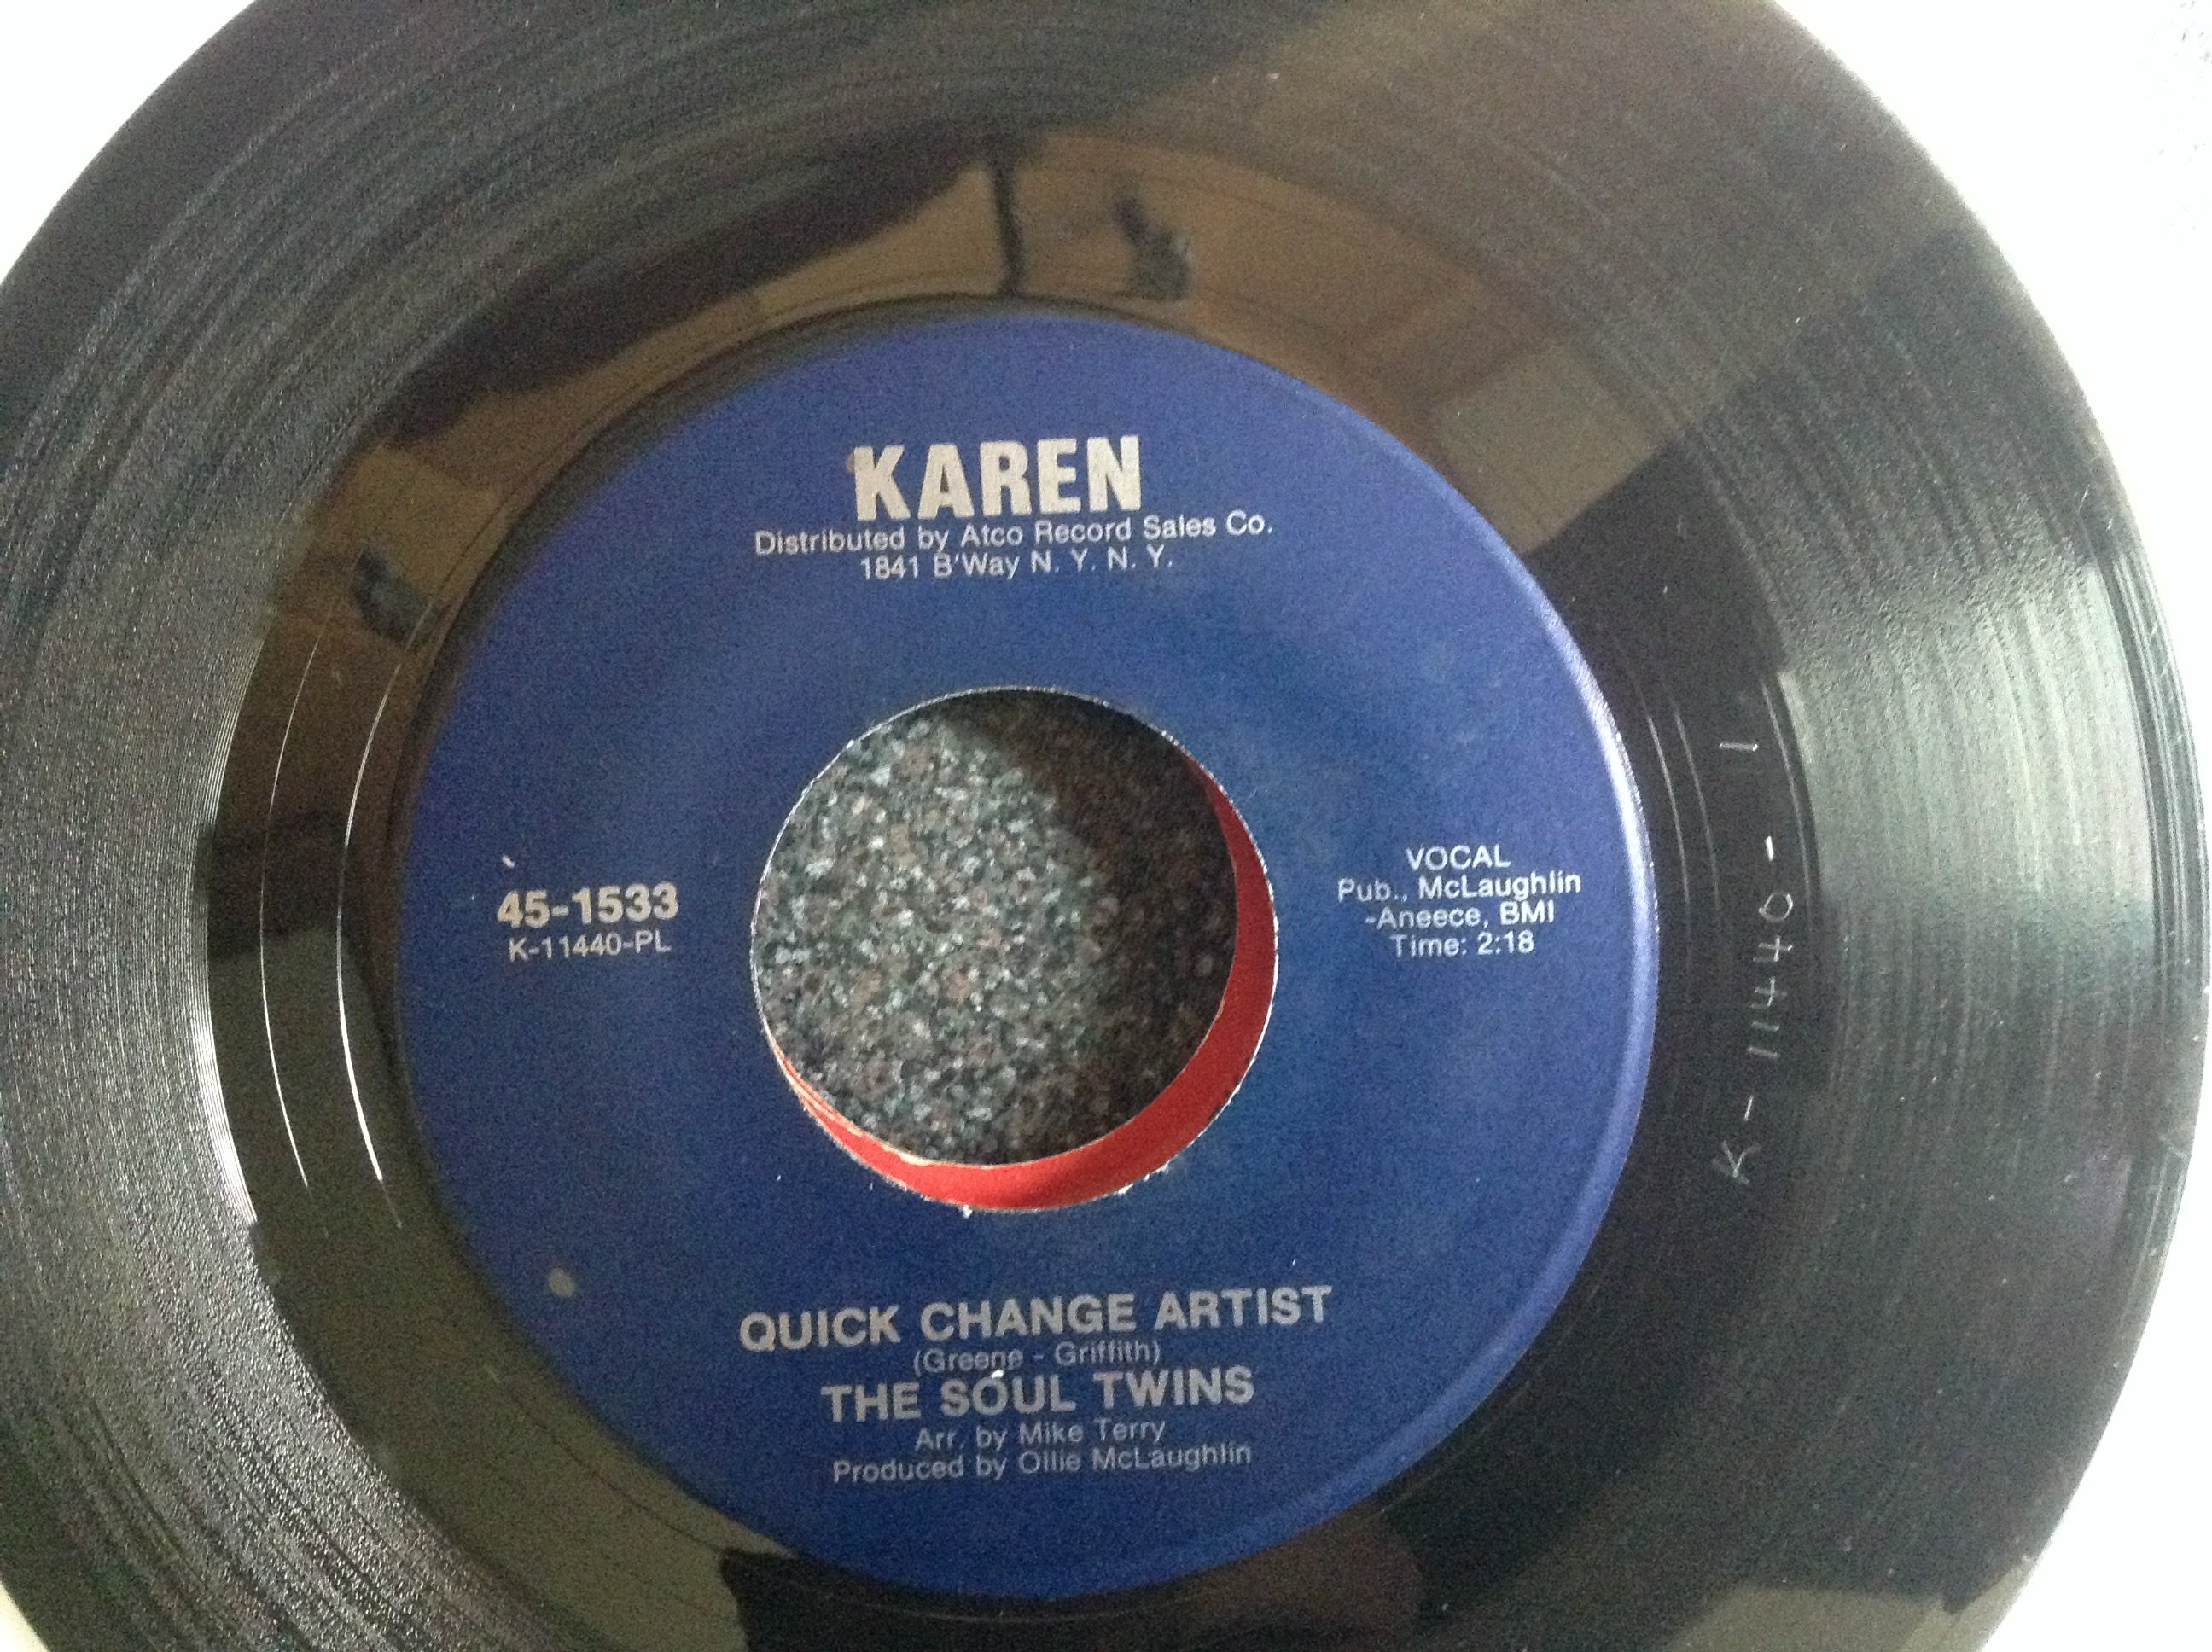 KAREN
Distributed by Atco Record Sales Co.
1841 B'Way N. Y. N. Y.
45-1533
K-11440-PL
VOCAL
Pub., McLaughlin
-Aneece, BMI
Time: 2:18
K-11440-1
QUICK CHANGE ARTIST
(Greene - Griffith)
THE SOUL TWINS
Arr. by Mike Terry
Produced by Ollie McLaughlin